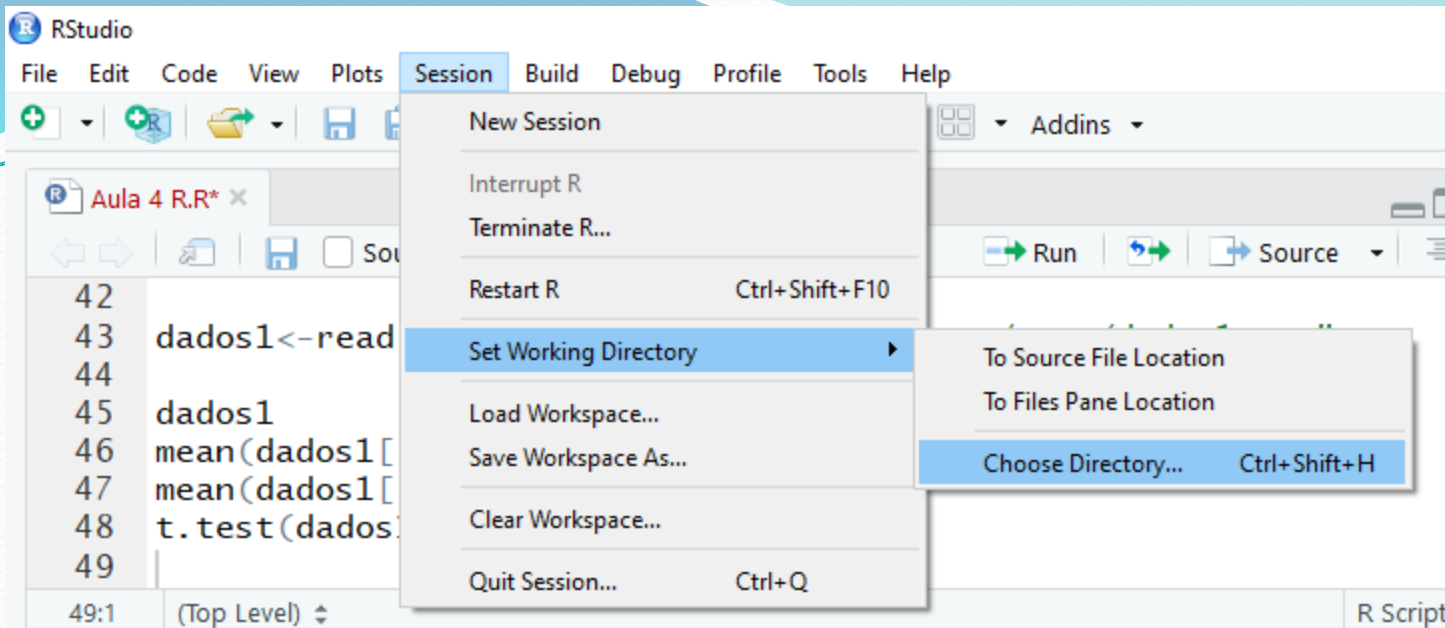 RStudio
File Edit Code View Plots Session Build Debug Profile Tools Help
Addins
New Session
Interrupt R
Terminate R...
Restart R Ctrl+Shift+F10
Set Working Directory
Load Workspace...
Save Workspace As...
Clear Workspace...
Quit Session... Ctrl+Q
To Source File Location
To Files Pane Location
Choose Directory... Ctrl+Shift+H
Aula 4 R.R*
Run Source
42
43 dados1<-read
44
45 dados1
46 mean(dados1[
47 mean(dados1[
48 t.test(dados
49
49:1 (Top Level) R Script